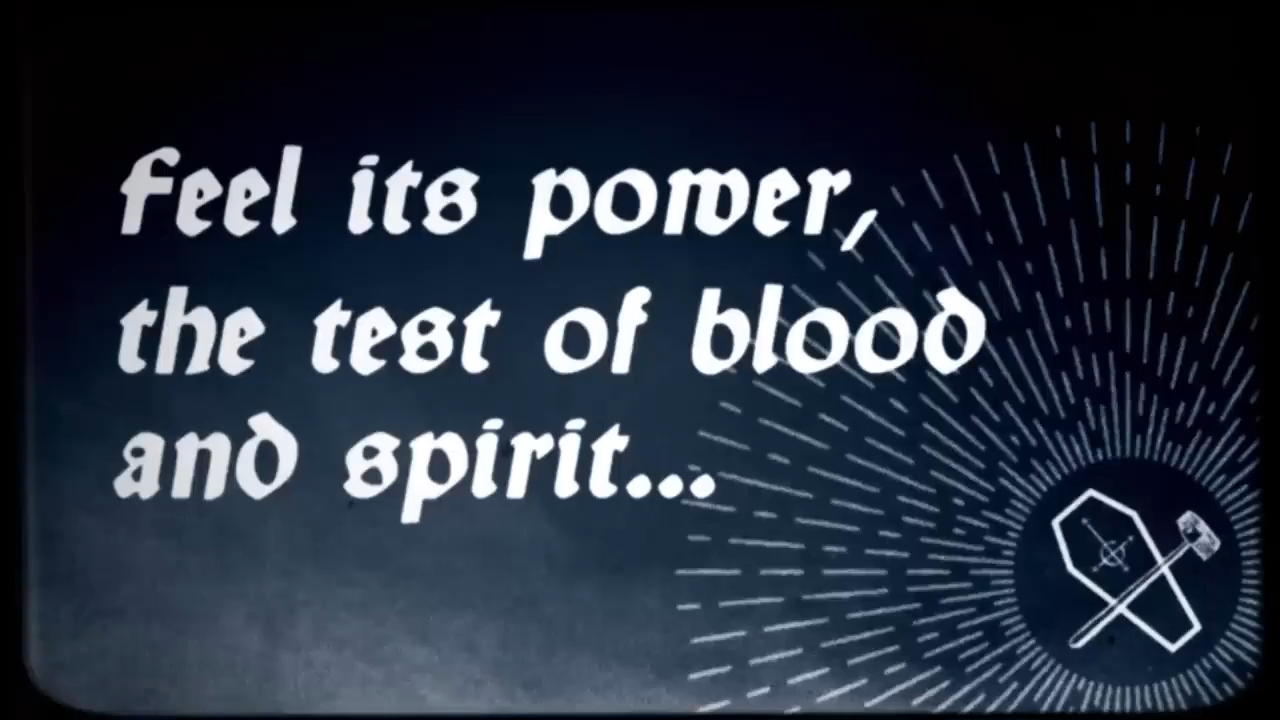 feel its power,
the test of blood
and spirit...